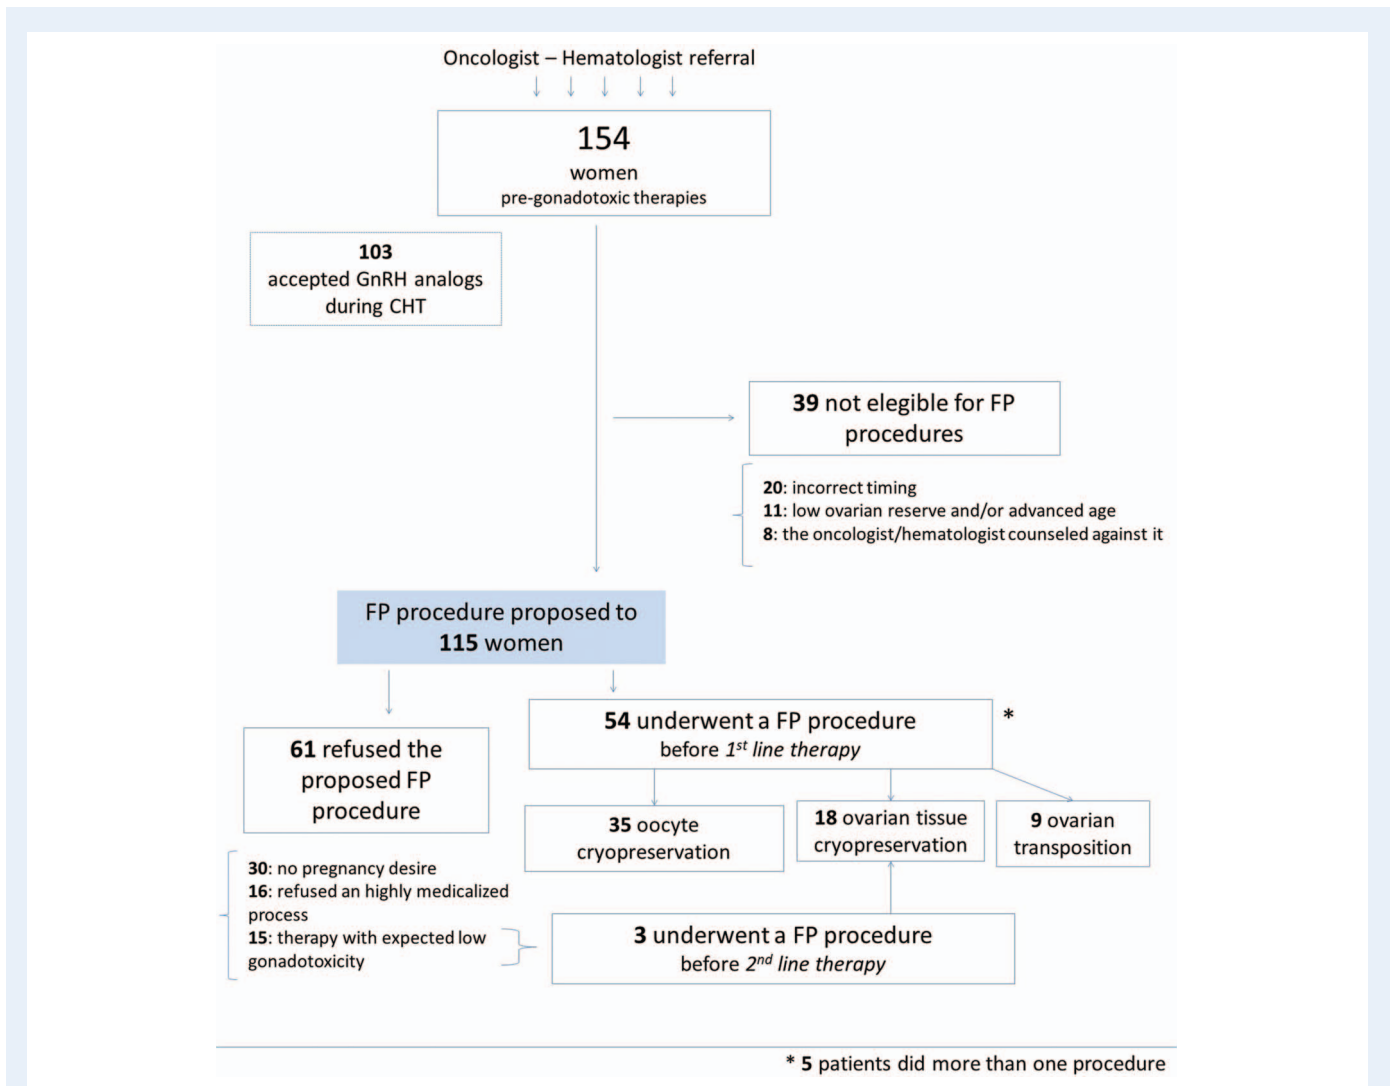 Oncologist – Hematologist referral
154
women
pre-gonadotoxic therapies
103
accepted GnRH analogs
during CHT
39 not elegible for FP
procedures
20: incorrect timing
11: low ovarian reserve and/or advanced age
8: the oncologist/hematologist counseled against it
FP procedure proposed to
115 women
61 refused the
proposed FP
procedure
54 underwent a FP procedure
before 1st line therapy
*
35 oocyte
cryopreservation
18 ovarian tissue
cryopreservation
9 ovarian
transposition
30: no pregnancy desire
16: refused an highly medicalized
process
15: therapy with expected low
gonadotoxicity
3 underwent a FP procedure
before 2nd line therapy
* 5 patients did more than one procedure